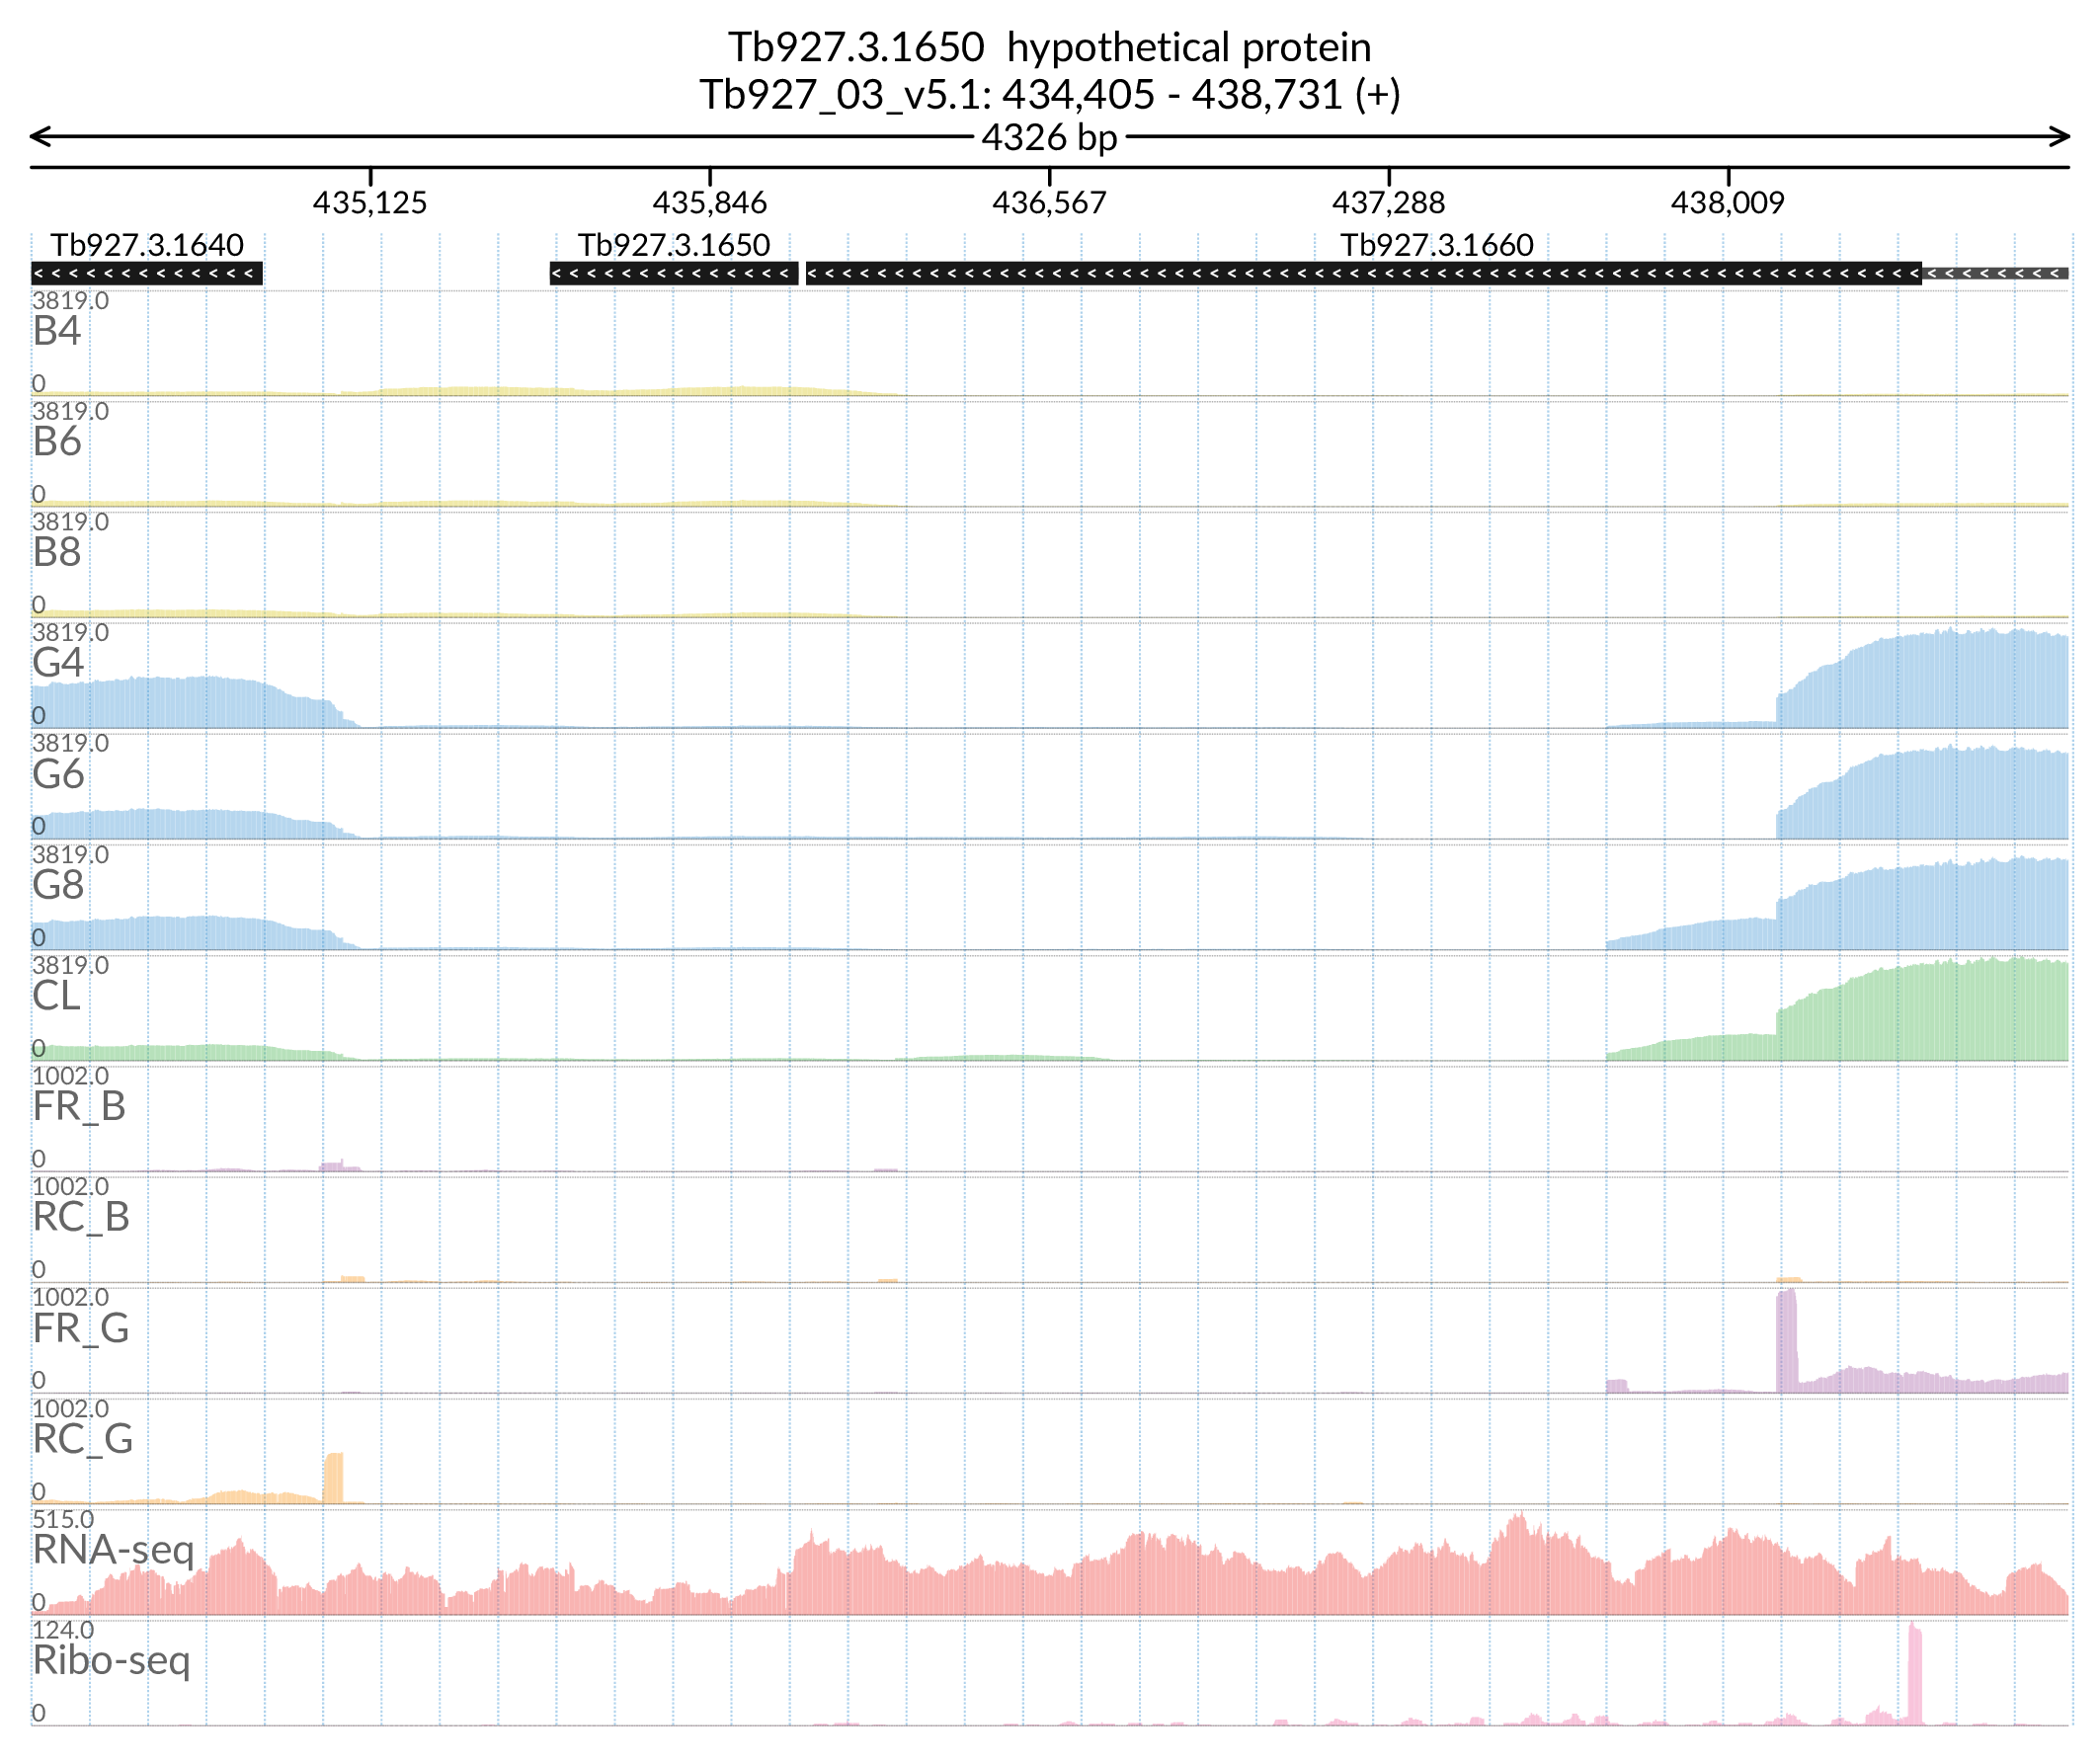 Tb927.3.1650 hypothetical protein
Tb927_03_v5.1: 434,405 - 438,731 (+)
4326 bp
435,125 435,846 436,567 437,288 438,009
Tb927.3.1640 Tb927.3.1650 Tb927.3.1660
3819.0
B4
0
3819.0
B6
0
3819.0
B8
0
3819.0
G4
0
3819.0
G6
0
3819.0
G8
0
3819.0
CL
0
1002.0
FR_B
0
1002.0
RC_B
0
1002.0
FR_G
0
1002.0
RC_G
0
515.0
RNA-seq
0
124.0
Ribo-seq
0